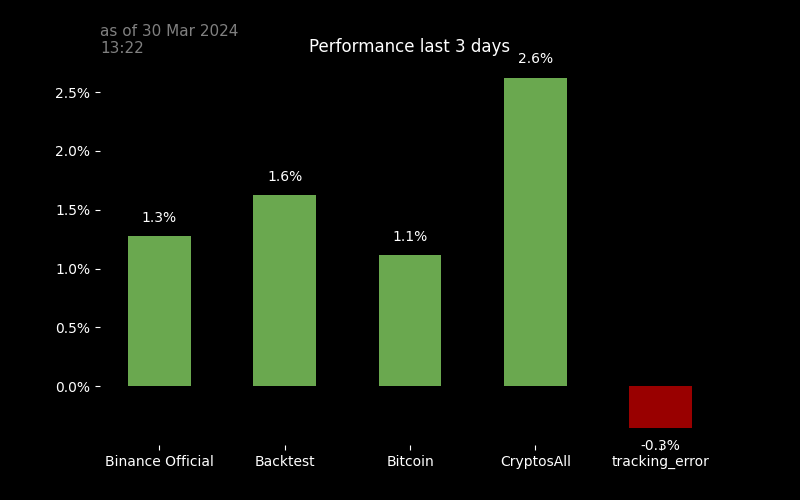 as of 30 Mar 2024
13:22
Performance last 3 days
2.6%
2.5%
2.0%
1.6%
1.5%
1.3%
1.1%
1.0%
0.5%
0.0%
-0.3%
Binance Official
Backtest
Bitcoin
CryptosAll
tracking_error